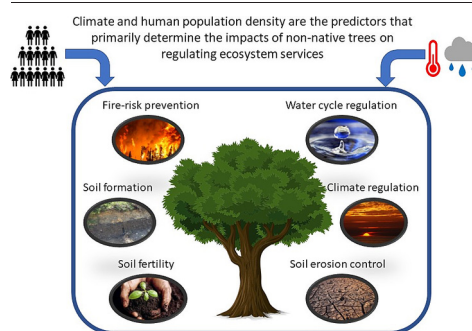 Climate and human population density are the predictors that
primarily determine the impacts of non-native trees on
regulating ecosystem services
Fire-risk prevention
Water cycle regulation
Soil formation
Climate regulation
Soil fertility
Soil erosion control